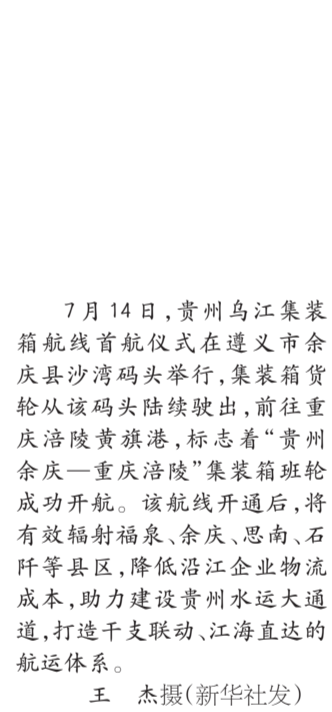 7月14日,贵州乌江集装
箱航线首航仪式在遵义市余
庆县沙湾码头举行,集装箱货
轮从该码头陆续驶出,前往重
庆涪陵黄旗港,标志着“贵州
余庆—重庆涪陵”集装箱班轮
成功开航。该航线开通后,将
有效辐射福泉、余庆、思南、石
阡等县区,降低沿江企业物流
成本,助力建设贵州水运大通
道,打造干支联动、江海直达的
航运体系。
王　杰摄(新华社发)